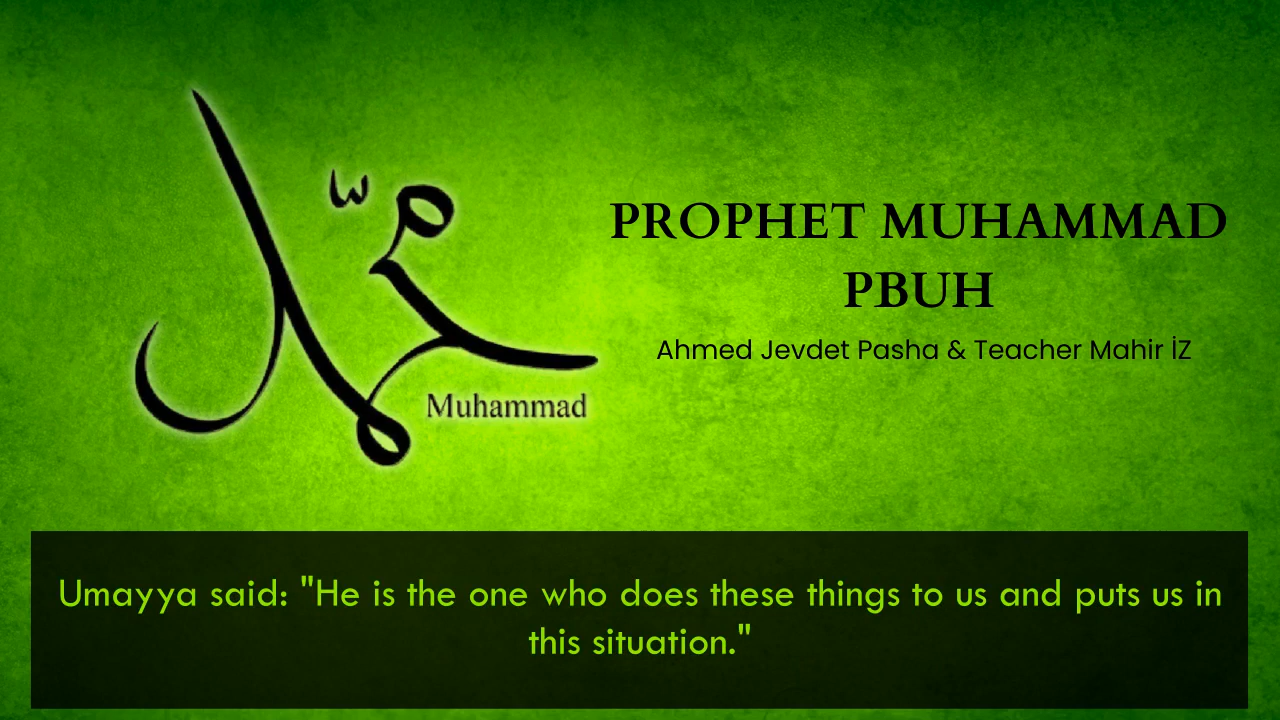 محمد
Muhammad
PROPHET MUHAMMAD
PBUH
Ahmed Jevdet Pasha & Teacher Mahir İZ
Umayya said: "He is the one who does these things to us and puts us in
this situation."